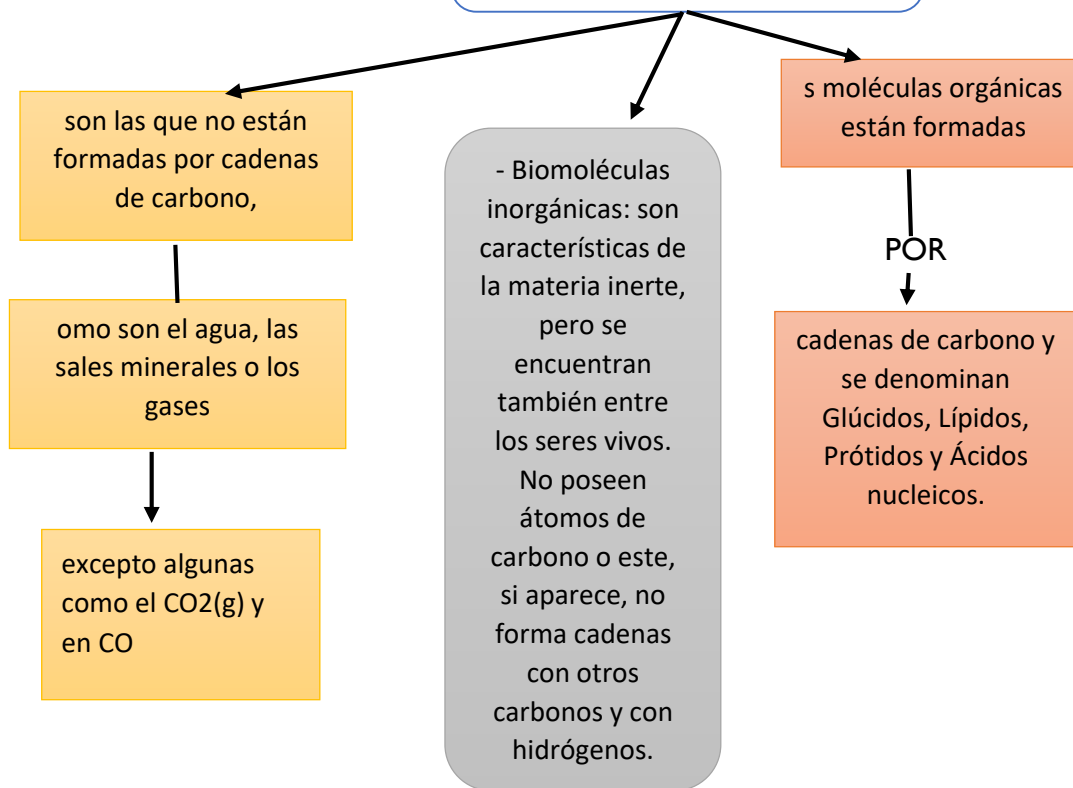 son las que no están
formadas por cadenas
de carbono,
omo son el agua, las
sales minerales o los
gases
excepto algunas
como el CO2(g) y
en CO
- Biomoléculas
inorgánicas: son
características de
la materia inerte,
pero se
encuentran
también entre
los seres vivos.
No poseen
átomos de
carbono o este,
si aparece, no
forma cadenas
con otros
carbonos y con
hidrógenos.
s moléculas orgánicas
están formadas
POR
cadenas de carbono y
se denominan
Glúcidos, Lípidos,
Prótidos y Ácidos
nucleicos.